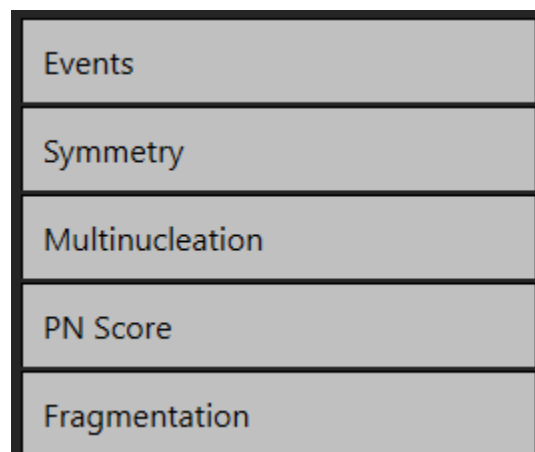 Events
Symmetry
Multinucleation
PN Score
Fragmentation